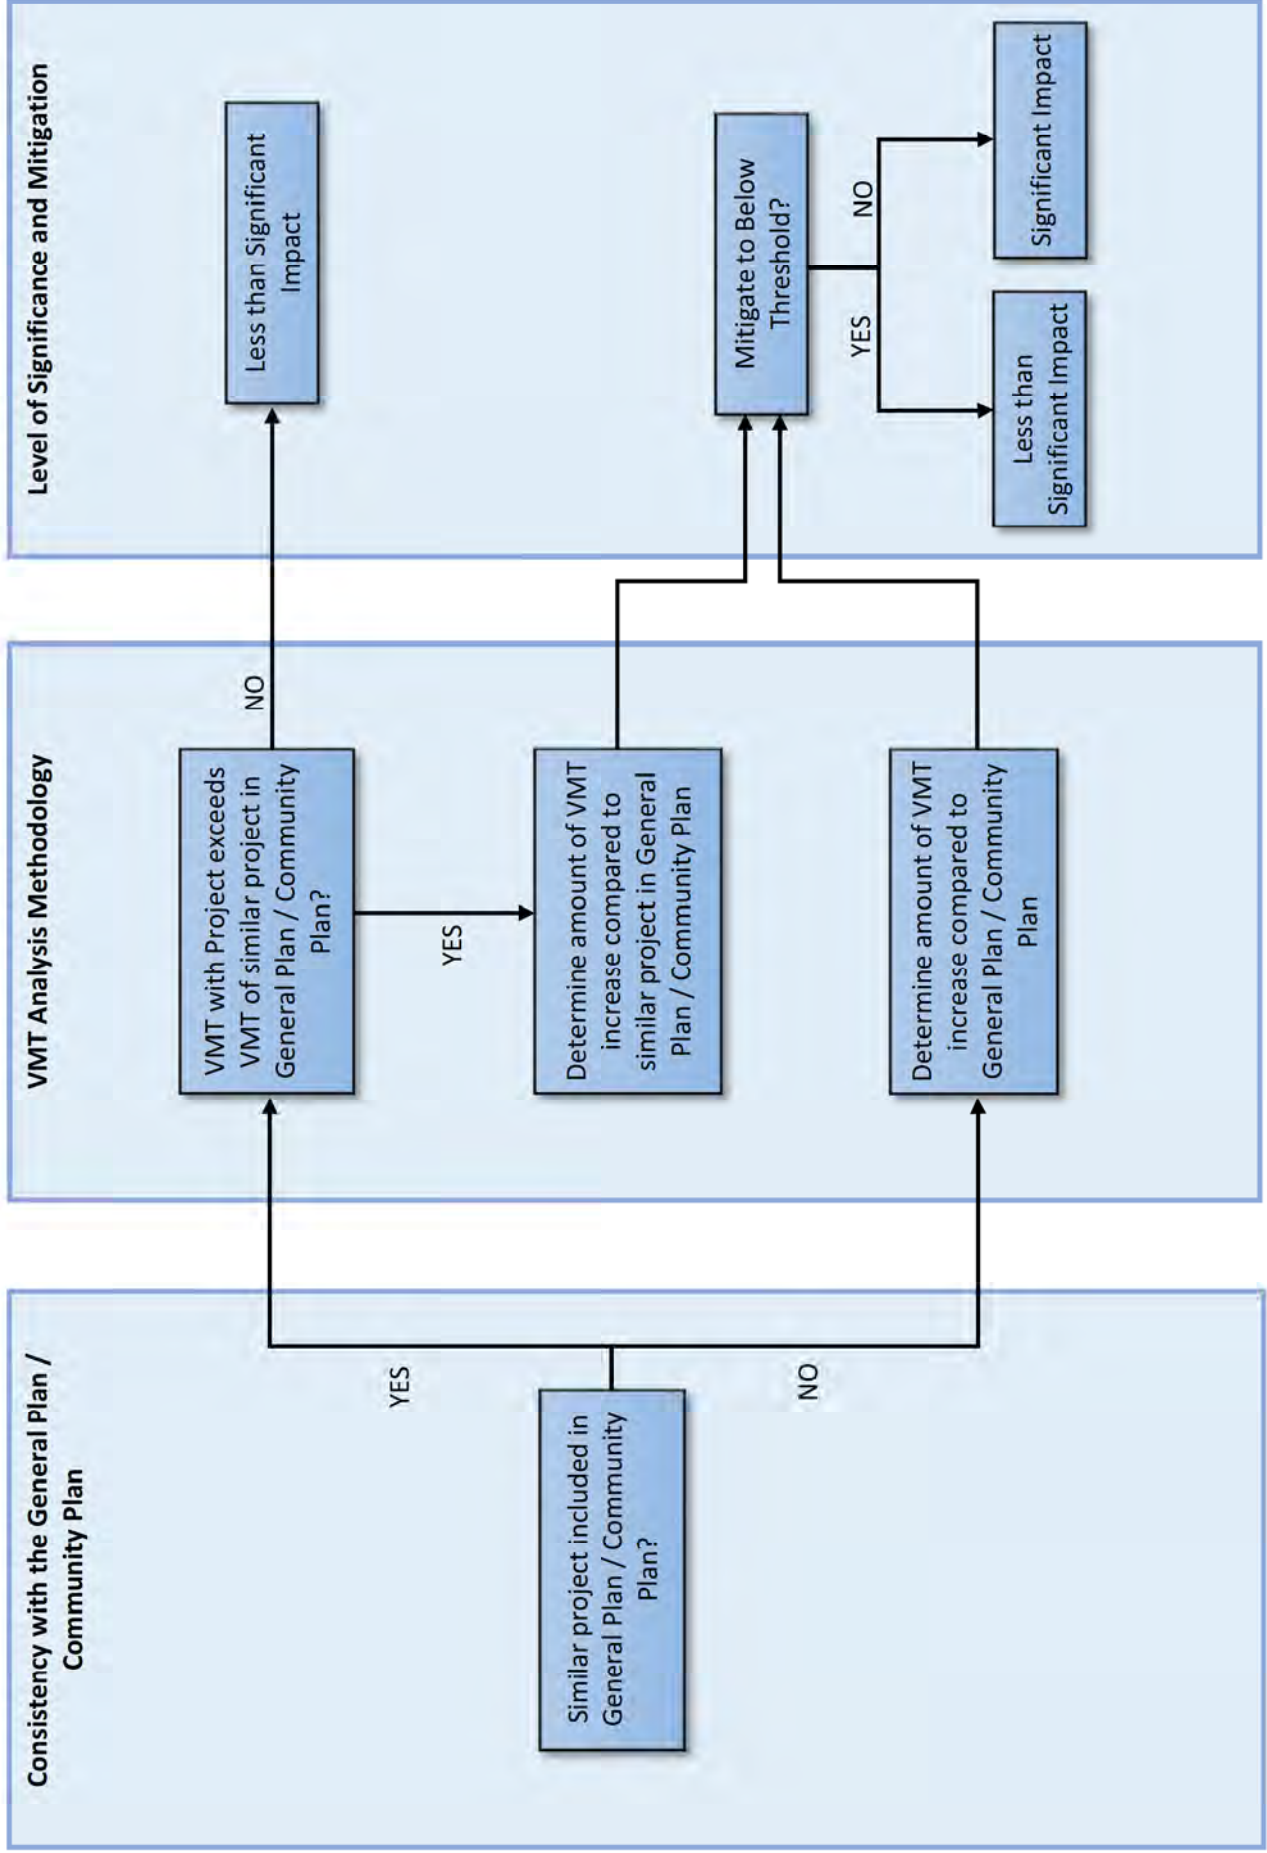 Consistency with the General Plan /
Community Plan
Similar project included in
General Plan / Community
Plan?
YES
NO
VMT Analysis Methodology
VMT with Project exceeds
VMT of similar project in
General Plan / Community
Plan?
NO
YES
Determine amount of VMT
increase compared to
similar project in General
Plan / Community Plan
Determine amount of VMT
increase compared to
General Plan / Community
Plan
Level of Significance and Mitigation
Less than Significant
Impact
Mitigate to Below
Threshold?
YES
NO
Less than
Significant Impact
Significant Impact